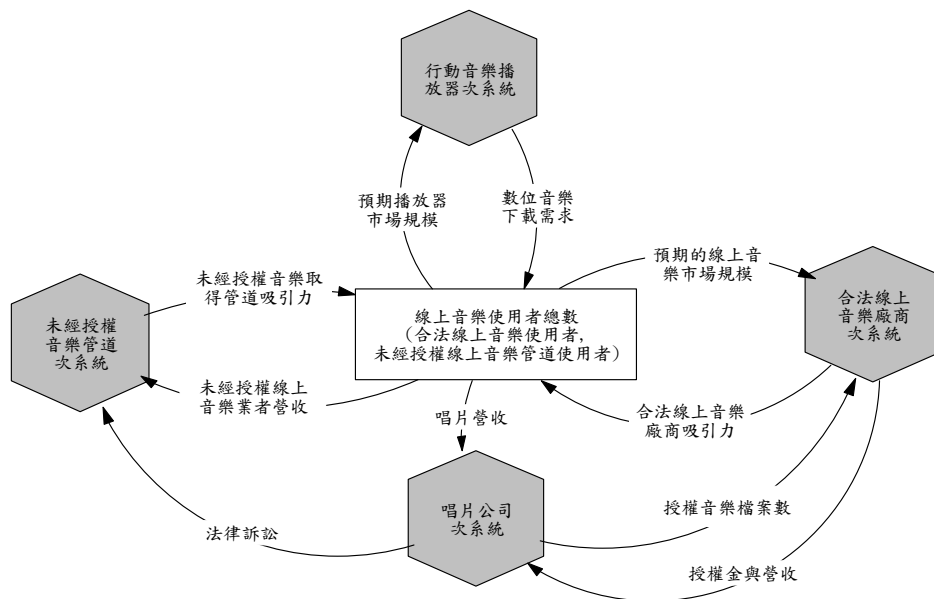 行動音樂播
放器次系統
預期播放器
市場規模
數位音樂
下載需求
未經授權音樂取
得管道吸引力
預期的線上音
樂市場規模
未經授權
音樂管道
次系統
線上音樂使用者總數
(合法線上音樂使用者,
未經授權線上音樂管道使用者)
合法線上
音樂廠商
次系統
未經授權線上
音樂業者營收
唱片營收
合法線上音樂
廠商吸引力
唱片公司
次系統
授權音樂檔案數
法律訴訟
授權金與營收